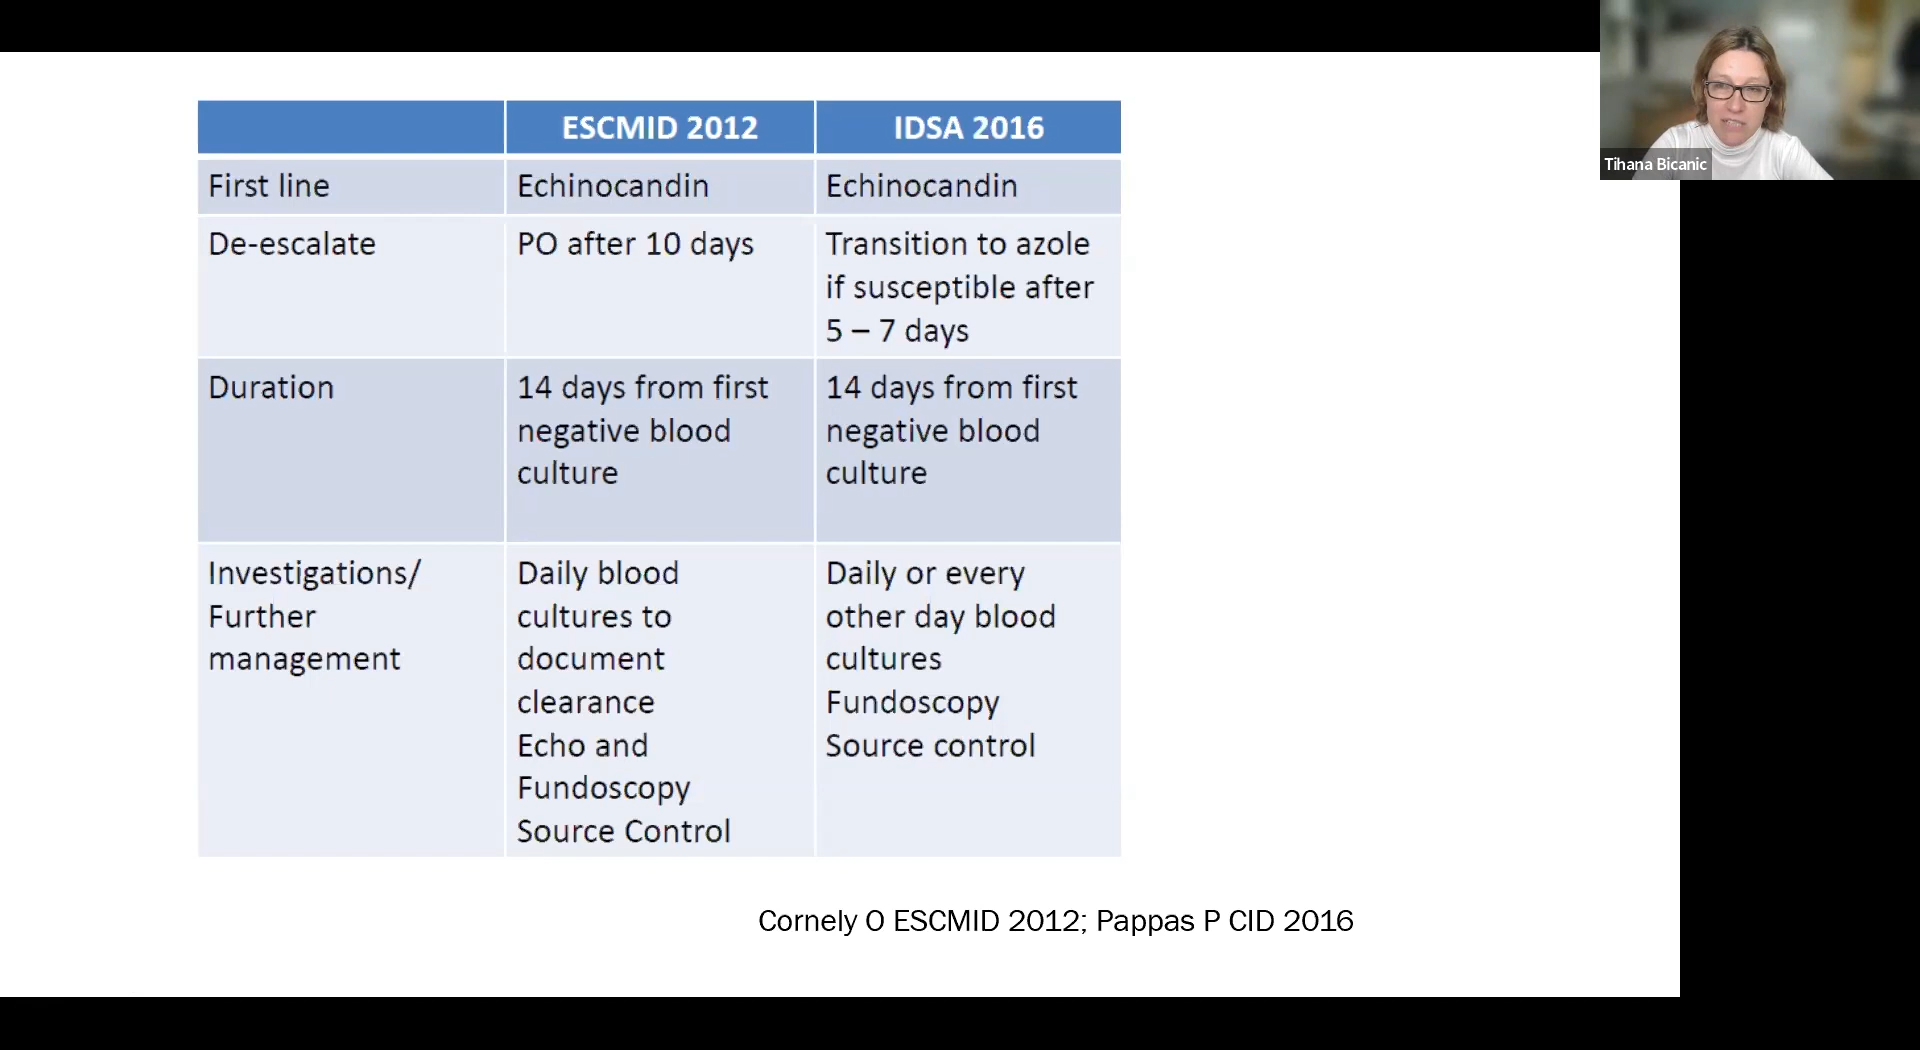 ESCMID 2012
IDSA 2016
First line
Echinocandin
Echinocandin
De-escalate
PO after 10 days
Transition to azole
if susceptible after
5 – 7 days
Duration
14 days from first
negative blood
culture
14 days from first
negative blood
culture
Investigations/
Further
management
Daily blood
cultures to
document
clearance
Echo and
Fundoscopy
Source Control
Daily or every
other day blood
cultures
Fundoscopy
Source control
Cornely O ESCMID 2012; Pappas P CID 2016
Tihana Bicanic